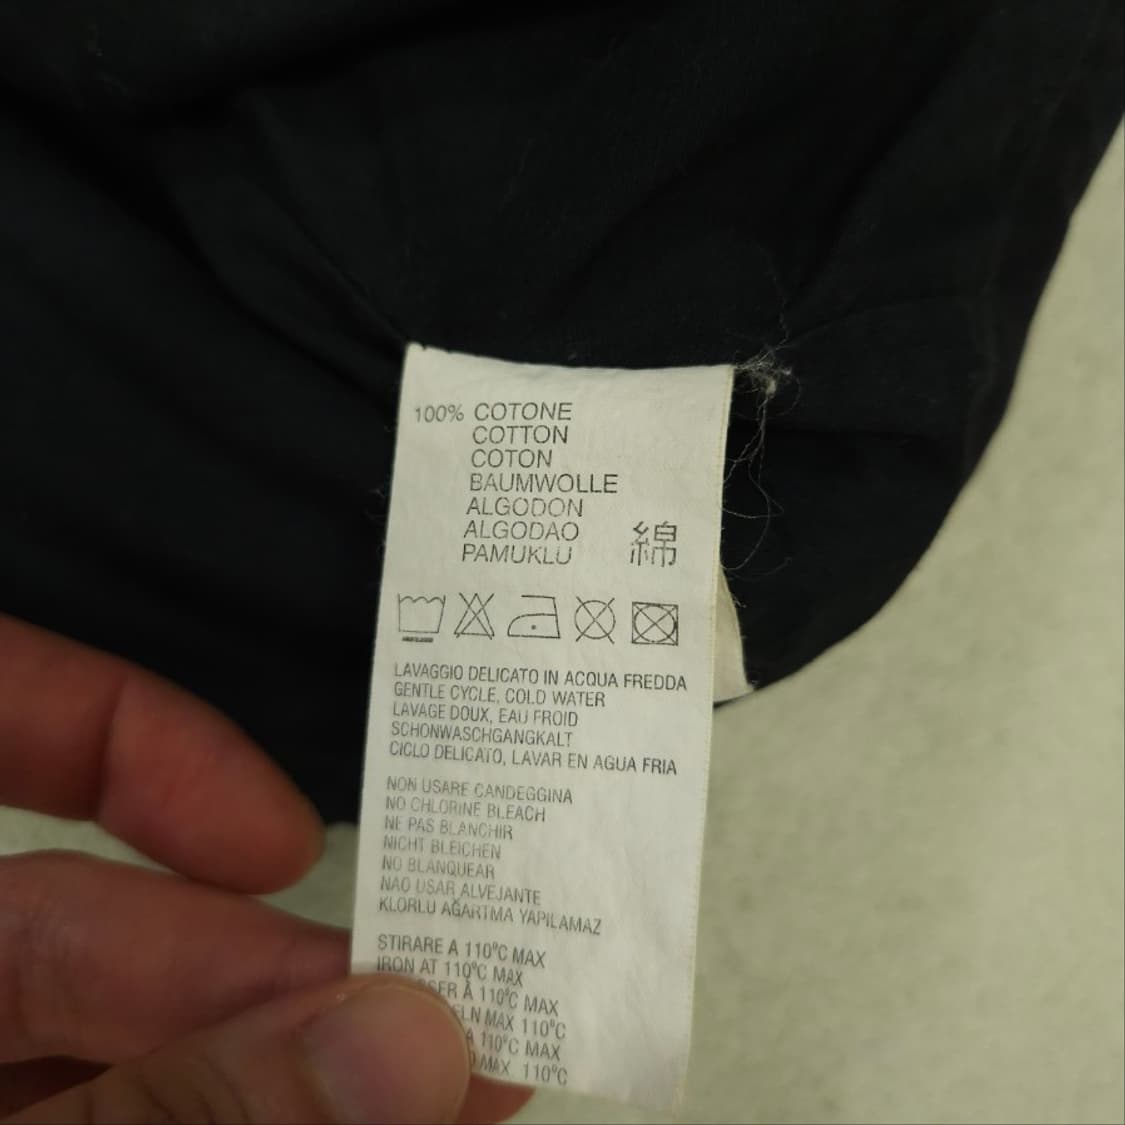 100% COTONE
COTTON
COTON
BAUMWOLLE
ALGODON
ALGODAO
PAMUKLU 綿
LAVAGGIO DELICATO IN ACQUA FREDDA
GENTLE CYCLE, COLD WATER
LAVAGE DOUX, EAU FROID
SCHONWASCHGANGKALT
CICLO DELICATO, LAVAR EN AGUA FRIA
NON USARE CANDEGGINA
NO CHLORINE BLEACH
NE PAS BLANCHIR
NICHT BLEICHEN
NO BLANQUEAR
NAO USAR ALVEJANTE
KLORLU AĞARTMA YAPILAMAZ
STIRARE A 110°C MAX
IRON AT 110°C MAX
À 110°C MAX
MAX 110°C
A 110°C MAX
MAX. 110°C